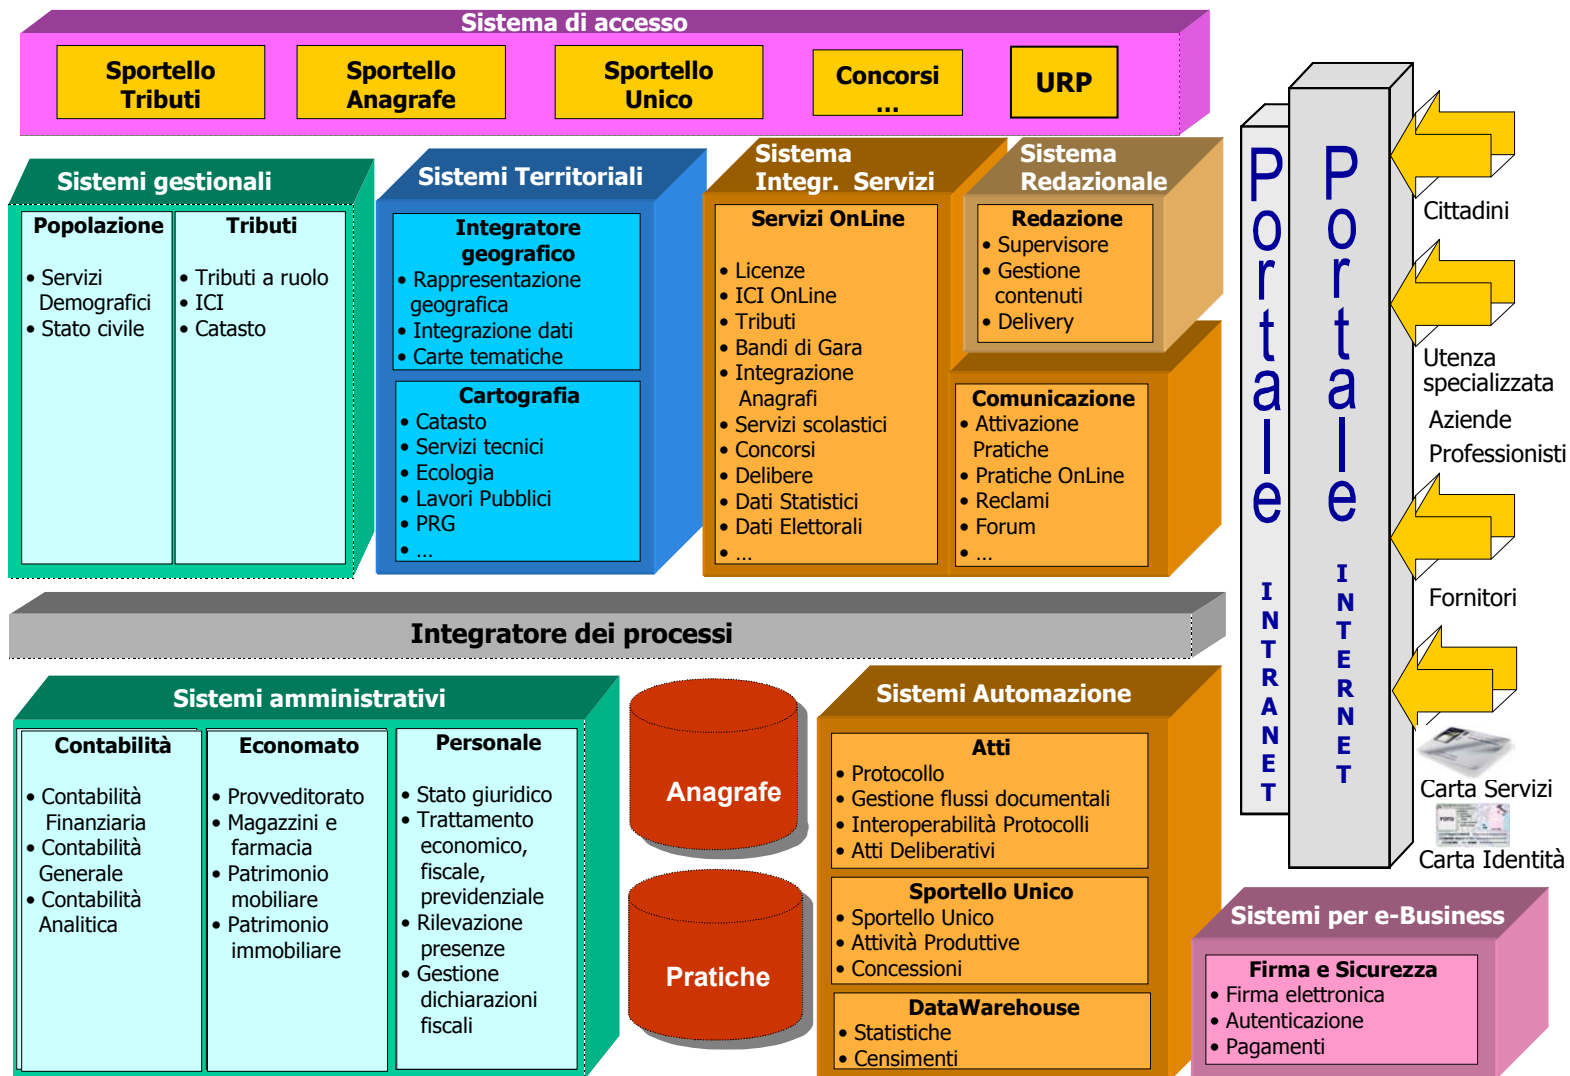 Sistema di accesso
Sportello
Tributi
Sportello
Anagrafe
Sportello
Unico
Concorsi
...
URP
Sistemi gestionali
Popolazione
• Servizi
Demografici
• Stato civile
Tributi
• Tributi a ruolo
• ICI
• Catasto
Sistemi Territoriali
Integratore
geografico
• Rappresentazione
geografica
• Integrazione dati
• Carte tematiche
Cartografia
• Catasto
• Servizi tecnici
• Ecologia
• Lavori Pubblici
• PRG
• ...
Sistema
Integr. Servizi
Servizi OnLine
• Licenze
• ICI OnLine
• Tributi
• Bandi di Gara
• Integrazione
Anagrafi
• Servizi scolastici
• Concorsi
• Delibere
• Dati Statistici
• Dati Elettorali
• ...
Sistema
Redazionale
Redazione
• Supervisore
• Gestione
contenuti
• Delivery
Comunicazione
• Attivazione
Pratiche
• Pratiche OnLine
• Reclami
• Forum
• ...
Portale
INTRANET
Portale
INTERNET
Cittadini
Utenza
specializzata
Aziende
Professionisti
Fornitori
Carta Servizi
FOTO
Carta Identità
Integratore dei processi
Sistemi amministrativi
Contabilità
• Contabilità
Finanziaria
• Contabilità
Generale
• Contabilità
Analitica
Economato
• Provveditorato
• Magazzini e
farmacia
• Patrimonio
mobiliare
• Patrimonio
immobiliare
Personale
• Stato giuridico
• Trattamento
economico,
fiscale,
previdenziale
• Rilevazione
presenze
• Gestione
dichiarazioni
fiscali
Anagrafe
Pratiche
Sistemi Automazione
Atti
• Protocollo
• Gestione flussi documentali
• Interoperabilità Protocolli
• Atti Deliberativi
Sportello Unico
• Sportello Unico
• Attività Produttive
• Concessioni
DataWarehouse
• Statistiche
• Censimenti
Sistemi per e-Business
Firma e Sicurezza
• Firma elettronica
• Autenticazione
• Pagamenti